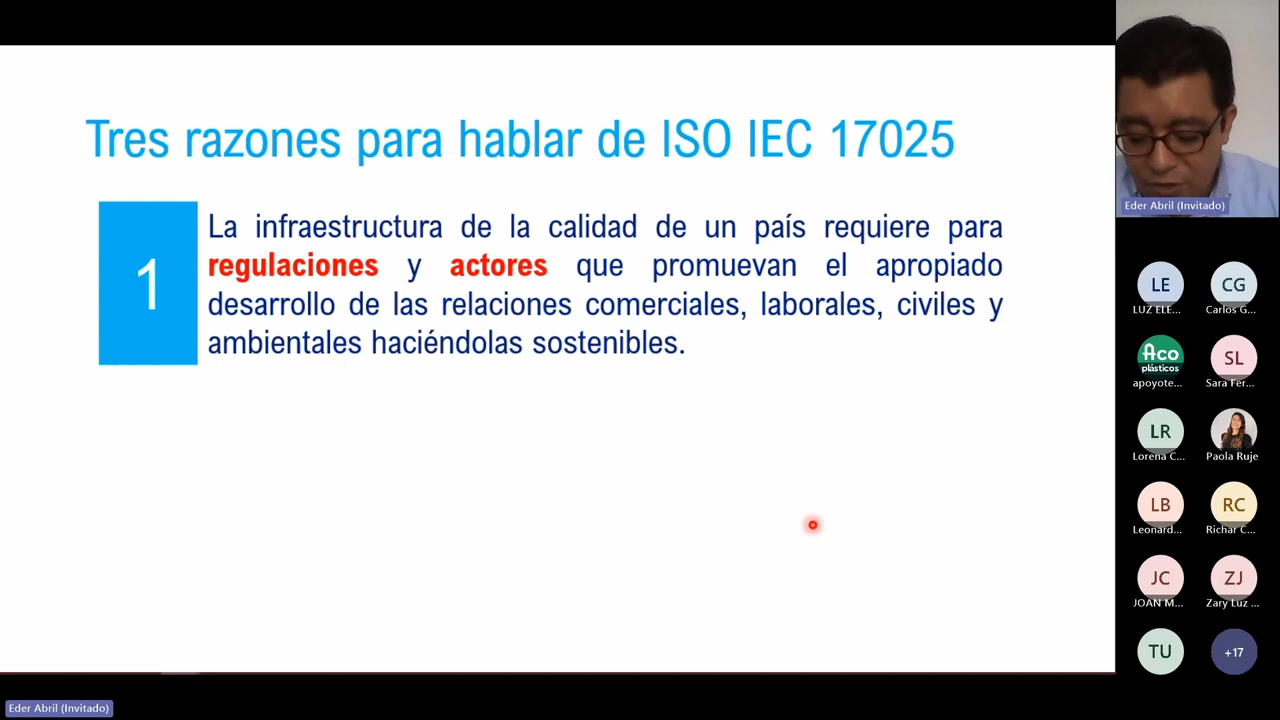 Tres razones para hablar de ISO IEC 17025
1
La infraestructura de la calidad de un país requiere para
regulaciones y actores que promuevan el apropiado
desarrollo de las relaciones comerciales, laborales, civiles y
ambientales haciéndolas sostenibles.
Eder Abril (Invitado)
LE
LUZ ELE...
CG
Carlos G...
Aco
plásticos
apoyote...
SL
Sara Fer...
LR
Lorena C...
Paola Ruje
LB
Leonard...
RC
Richar C...
JC
JOAN M...
ZJ
Zary Luz ...
TU
+17
Eder Abril (Invitado)